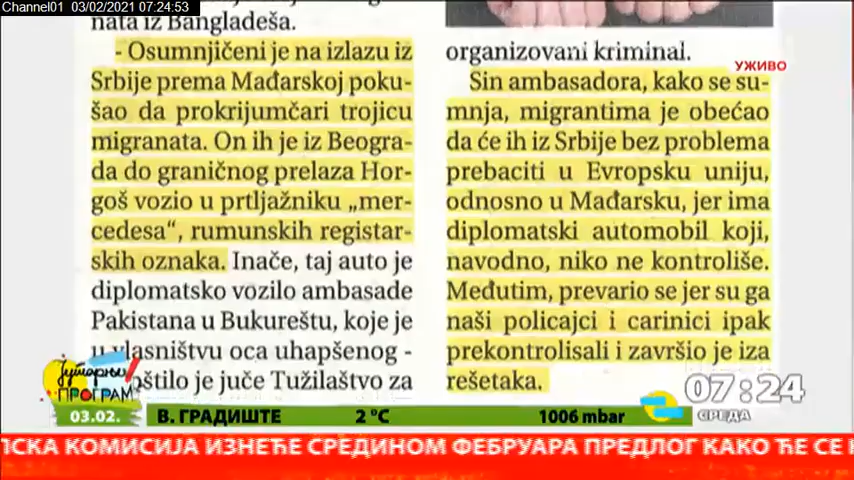 Channel01 03/02/2021 07:24:53
nata iz Bangladeša.
- Osumnjičeni je na izlazu iz
Srbije prema Mađarskoj poku-
šao da prokrijumčari trojicu
migranata. On ih je iz Beogra-
da do graničnog prelaza Hor-
goš vozio u prtljažniku „mer-
cedesa“, rumunskih registar-
skih oznaka. Inače, taj auto je
diplomatsko vozilo ambasade
Pakistana u Bukureštu, koje je
u vlasništvu oca uhapšenog -
štilo je juče Tužilaštvo za
organizovani kriminal.
Sin ambasadora, kako se su-
mnja, migrantima je obećao
da će ih iz Srbije bez problema
prebaciti u Evropsku uniju,
odnosno u Mađarsku, jer ima
diplomatski automobil koji,
navodno, niko ne kontroliše.
Međutim, prevario se jer su ga
naši policajci i carinici ipak
prekontrolisali i završio je iza
rešetaka.
УЖИВО
Јутарњи
ПРОГРАМ
03.02.
В. ГРАДИШТЕ 2 ºC 1006 mbar
07:24
СРЕДА
ПСКА КОМИСИЈА ИЗНЕЋЕ СРЕДИНОМ ФЕБРУАРА ПРЕДЛОГ КАКО ЋЕ СЕ